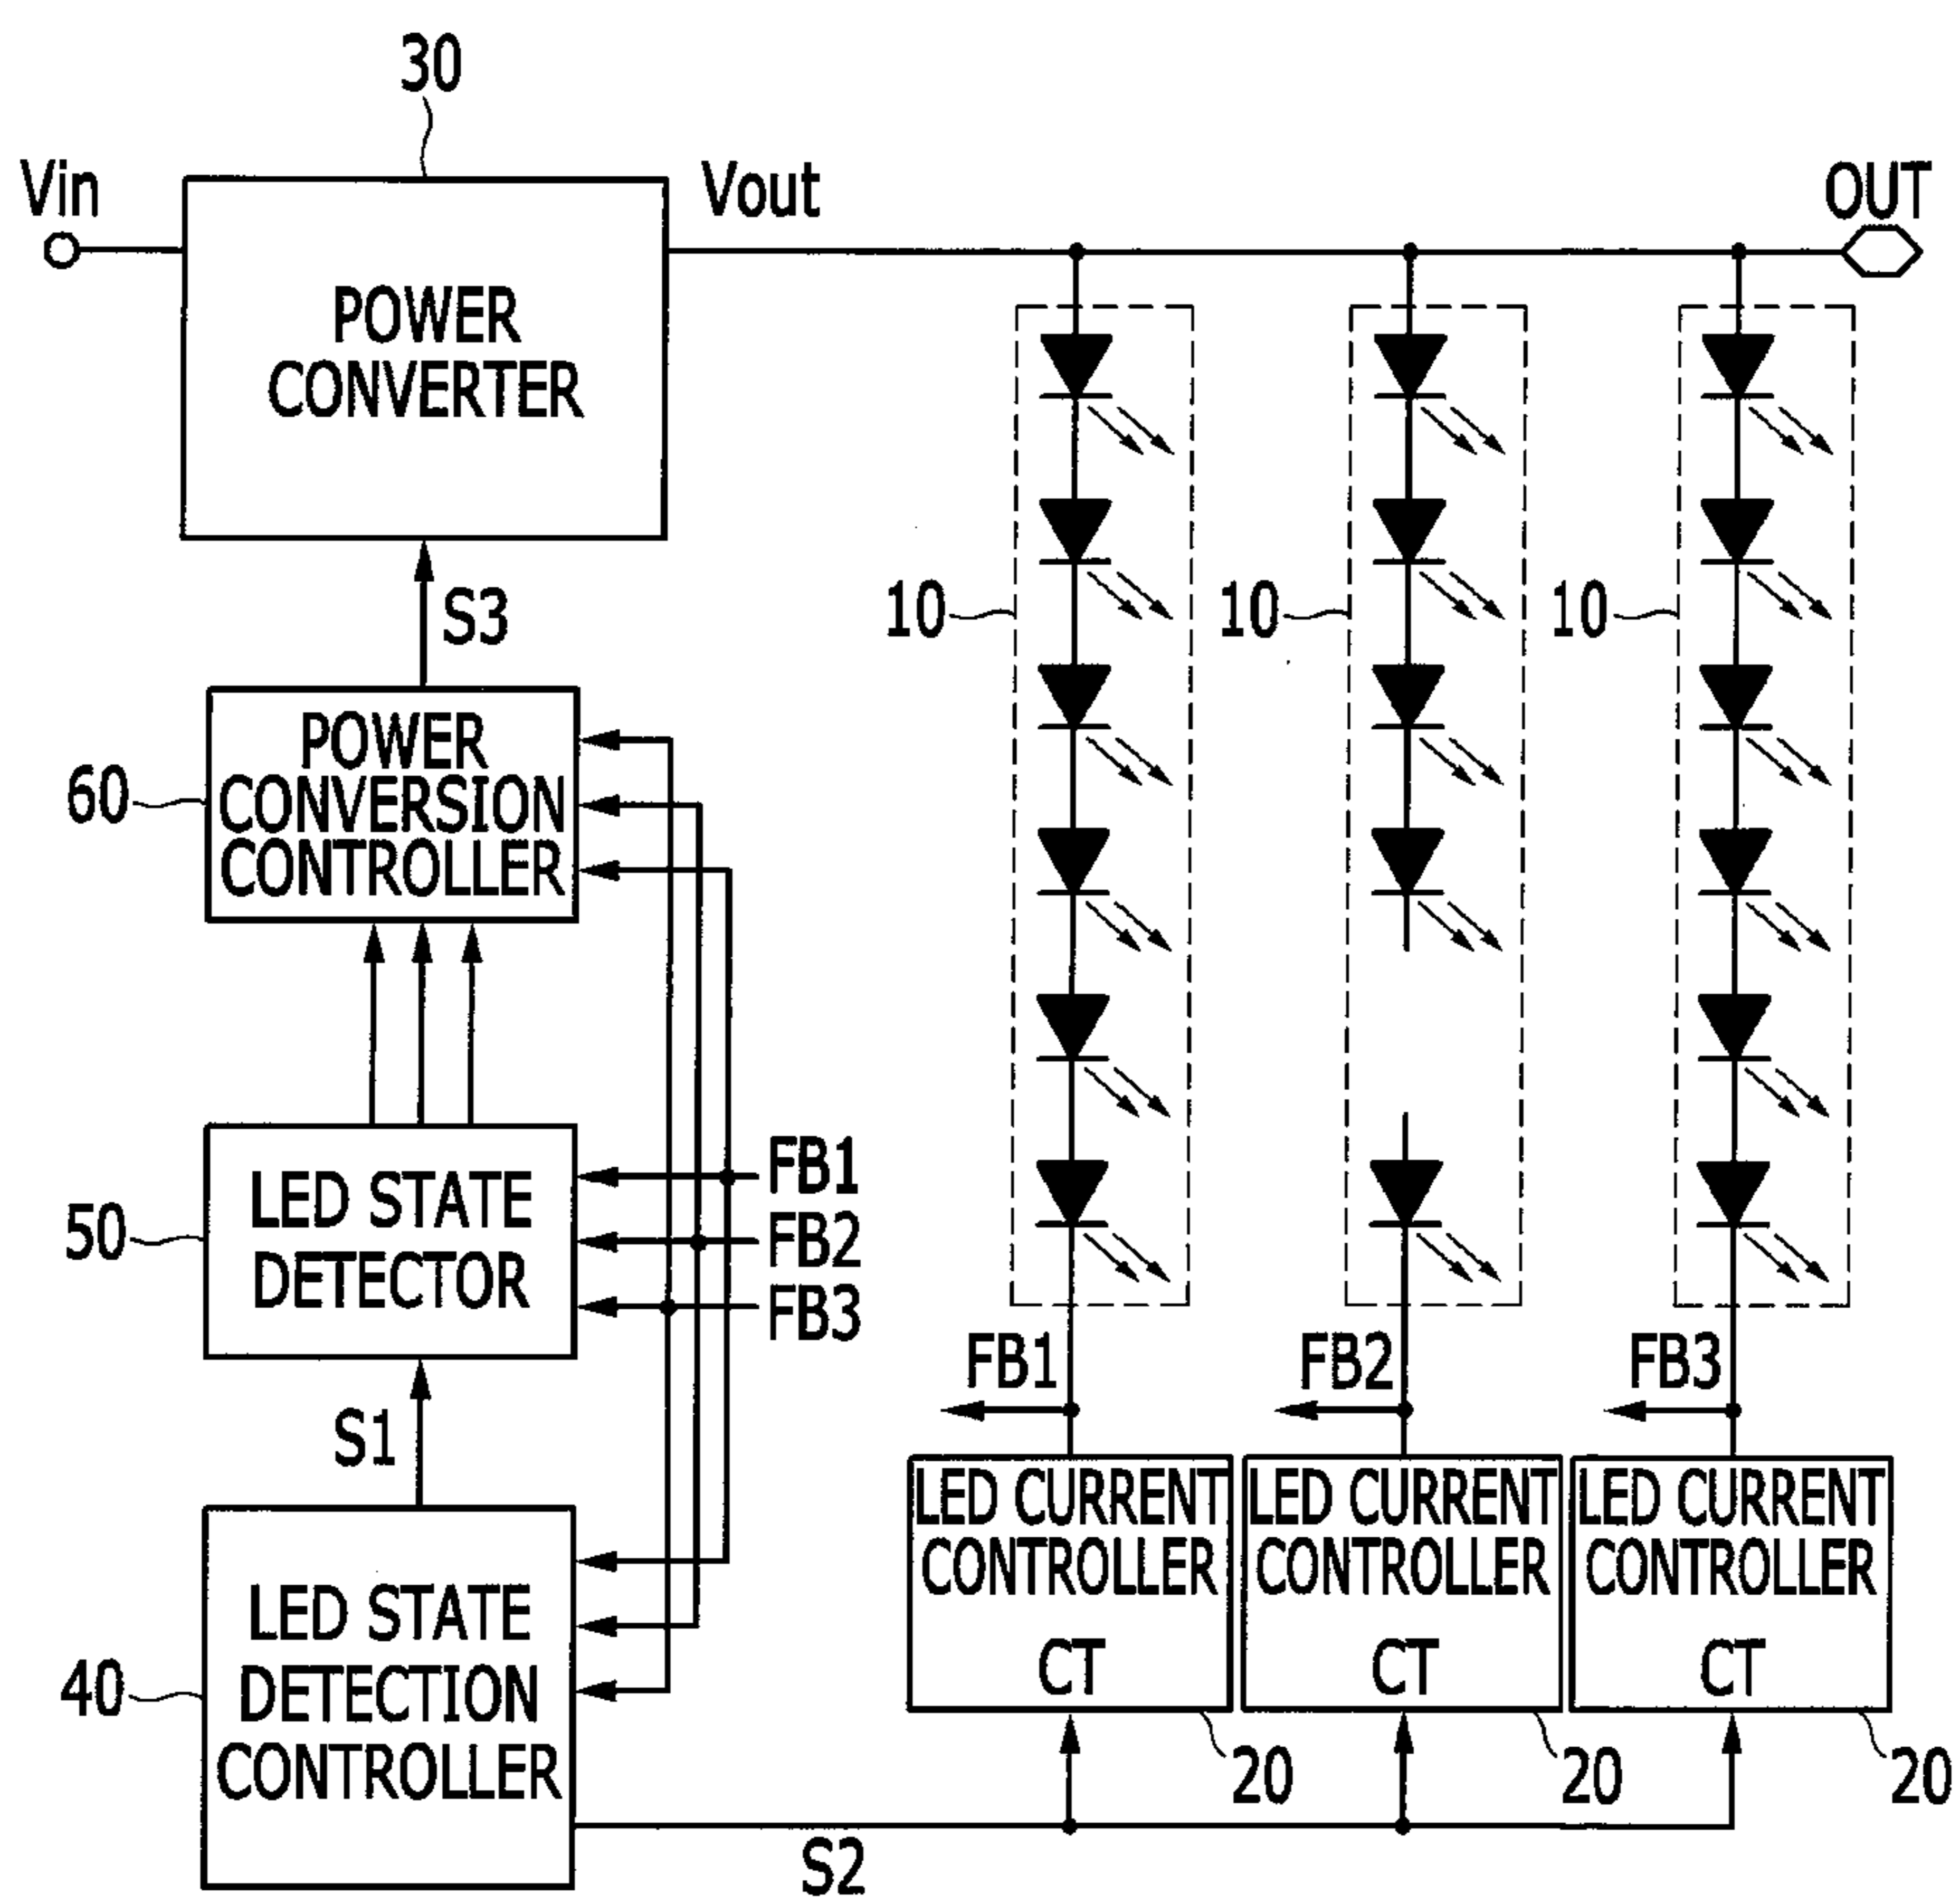 30
Vin
Vout
OUT
POWER
CONVERTER
S3
10
10
10
60
POWER
CONVERSION
CONTROLLER
50
LED STATE
DETECTOR
FB1
FB2
FB3
FB1
FB2
FB3
S1
40
LED STATE
DETECTION
CONTROLLER
LED CURRENT
CONTROLLER
CT
LED CURRENT
CONTROLLER
CT
LED CURRENT
CONTROLLER
CT
20
20
20
S2